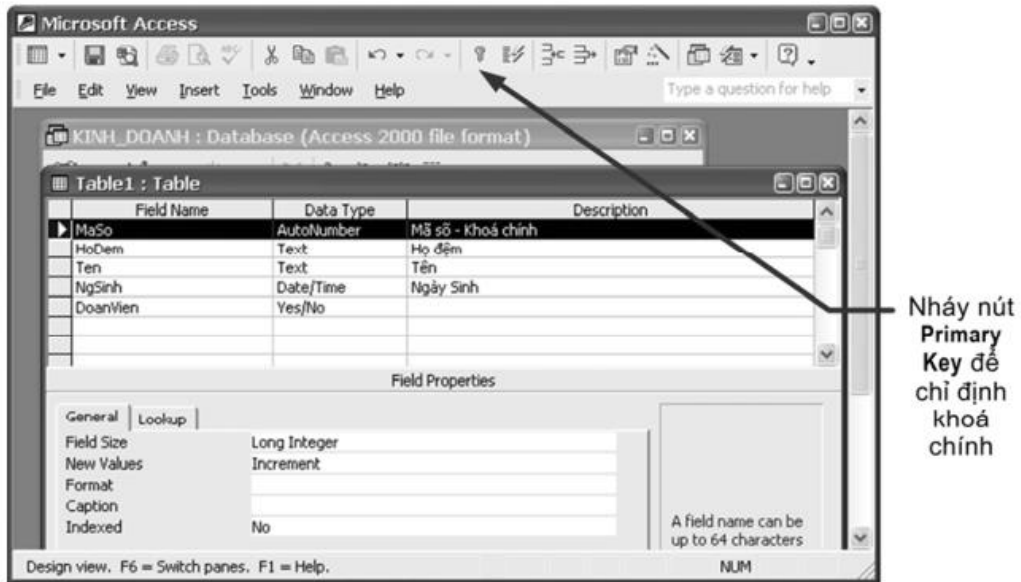 Microsoft Access
File Edit View Insert Tools Window Help Type a question for help
KINH_DOANH : Database (Access 2000 file format)
Table1 : Table
Field Name Data Type Description
MaSo AutoNumber Mã số - Khoá chính
HoDem Text Họ đệm
Ten Text Tên
NgSinh Date/Time Ngày Sinh
DoanVien Yes/No
Field Properties
General Lookup
Field Size Long Integer
New Values Increment
Format
Caption
Indexed No
A field name can be
up to 64 characters
Design view. F6 = Switch panes. F1 = Help. NUM
Nháy nút
Primary
Key để
chỉ định
khoá
chính